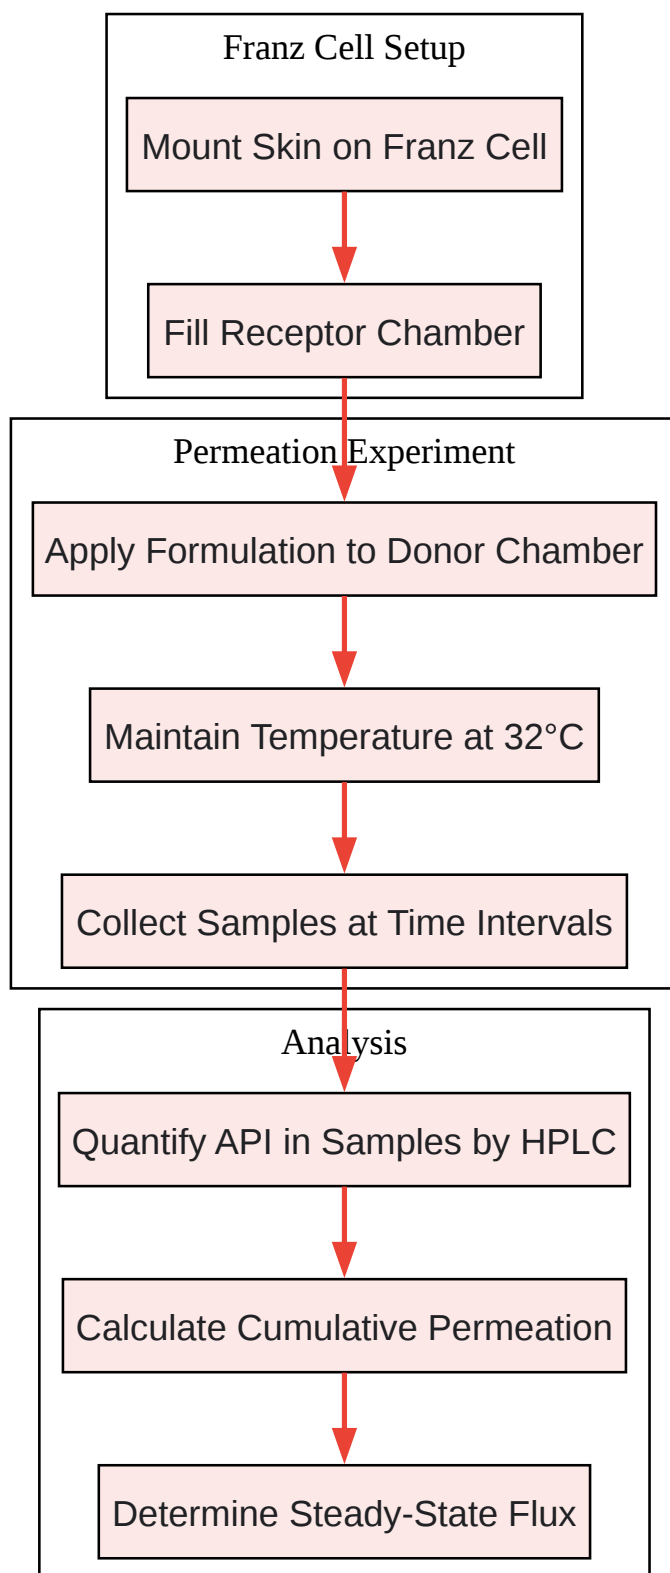 Franz Cell Setup
Mount Skin on Franz Cell
Fill Receptor Chamber
Permeation Experiment
Apply Formulation to Donor Chamber
Maintain Temperature at 32°C
Collect Samples at Time Intervals
Analysis
Quantify API in Samples by HPLC
Calculate Cumulative Permeation
Determine Steady-State Flux